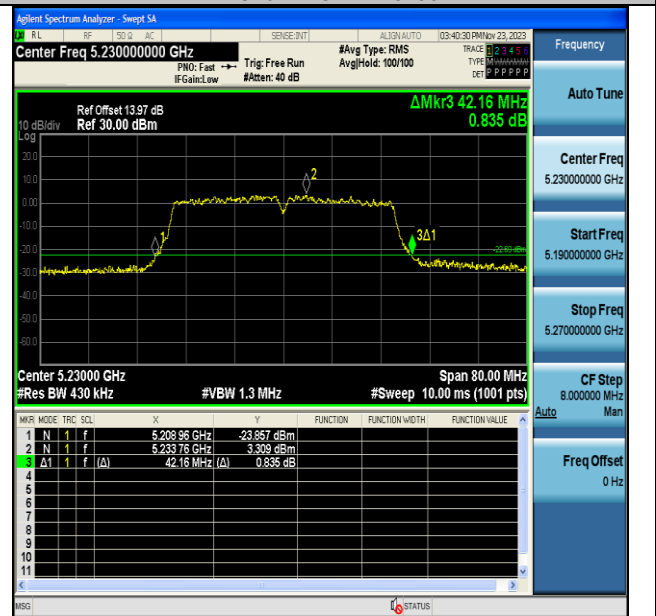 Agilent Spectrum Analyzer - Swept SA
RL RF 50 Ω AC SENSE:INT ALIGN AUTO 03:40:30 PM Nov 23, 2023
Center Freq 5.230000000 GHz #Avg Type: RMS TRACE 1 2 3 4 5 6
PNO: Fast Trig: Free Run Avg|Hold: 100/100 TYPE M WWWWW
IFGain:Low #Atten: 40 dB DET P P P P P P
Frequency
Auto Tune
Center Freq
5.230000000 GHz
Start Freq
5.190000000 GHz
Stop Freq
5.270000000 GHz
CF Step
8.000000 MHz
Auto Man
Freq Offset
0 Hz
ΔMkr3 42.16 MHz
0.835 dB
Ref Offset 13.97 dB
10 dB/div Ref 30.00 dBm
Log
20.0
10.0
0.00
-10.0
-20.0
-30.0
-40.0
-50.0
-60.0
1
2
3Δ1
Center 5.23000 GHz Span 80.00 MHz
#Res BW 430 kHz #VBW 1.3 MHz #Sweep 10.00 ms (1001 pts)
MKR MODE TRC SCL X Y FUNCTION FUNCTION WIDTH FUNCTION VALUE
1 N 1 f 5.208 96 GHz -23.857 dBm
2 N 1 f 5.233 76 GHz 3.309 dBm
3 Δ1 1 f (Δ) 42.16 MHz (Δ) 0.835 dB
4
5
6
7
8
9
10
11
MSG STATUS